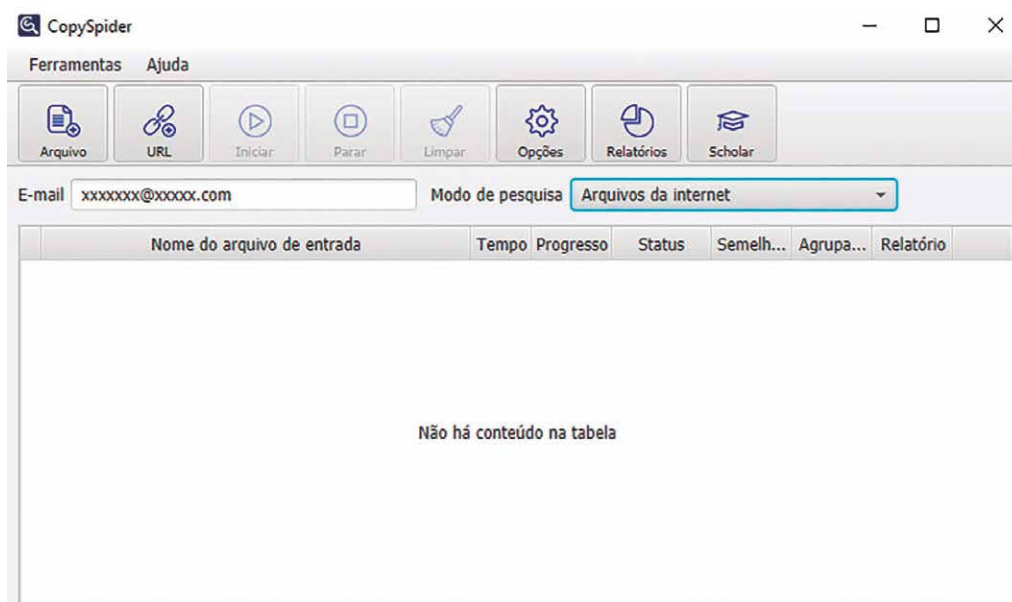 CopySpider
Ferramentas Ajuda
Arquivo URL Iniciar Parar Limpar Opções Relatórios Scholar
E-mail xxxxxxx@xxxxx.com Modo de pesquisa Arquivos da internet
Nome do arquivo de entrada Tempo Progresso Status Semelh... Agrupa... Relatório
Não há conteúdo na tabela